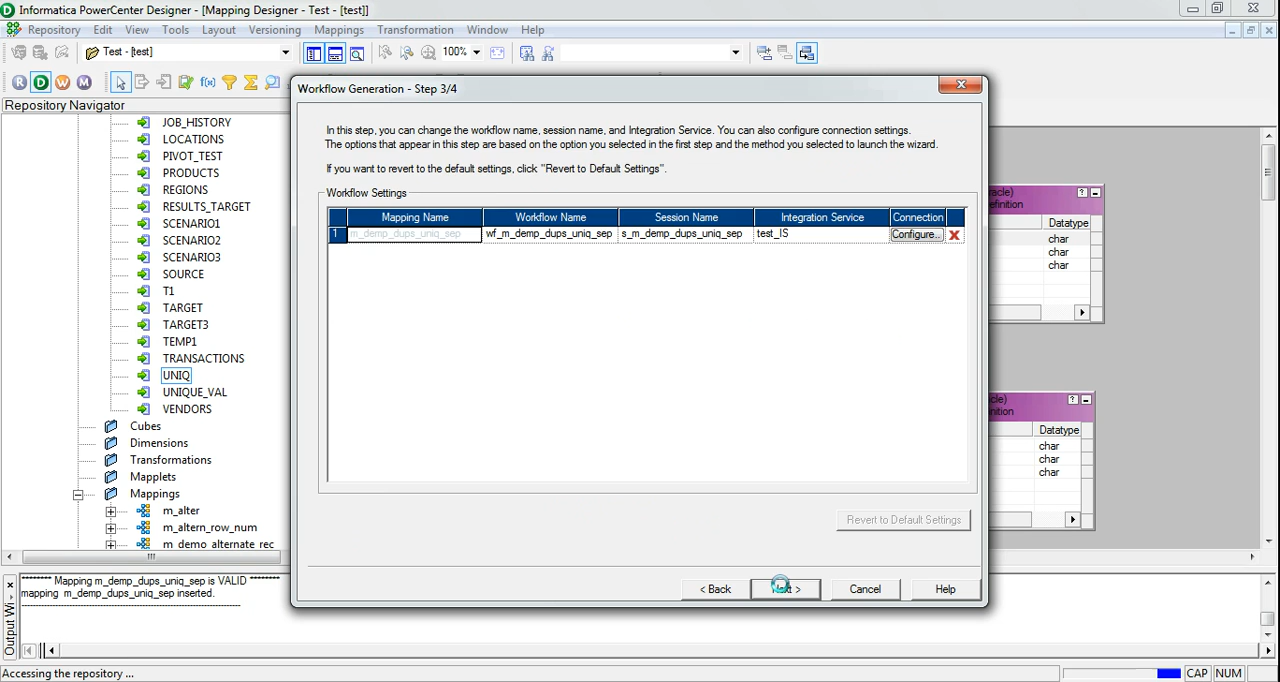 Informatica PowerCenter Designer - [Mapping Designer - Test - [test]]
Repository Edit View Tools Layout Versioning Mappings Transformation Window Help
Test - [test]
100%
R D W M f(x)
Repository Navigator
JOB_HISTORY
LOCATIONS
PIVOT_TEST
PRODUCTS
REGIONS
RESULTS_TARGET
SCENARIO1
SCENARIO2
SCENARIO3
SOURCE
T1
TARGET
TARGET3
TEMP1
TRANSACTIONS
UNIQ
UNIQUE_VAL
VENDORS
Cubes
Dimensions
Transformations
Mapplets
Mappings
m_alter
m_altern_row_num
m_demo_alternate_rec
Workflow Generation - Step 3/4
In this step, you can change the workflow name, session name, and Integration Service. You can also configure connection settings.
The options that appear in this step are based on the option you selected in the first step and the method you selected to launch the wizard.
If you want to revert to the default settings, click "Revert to Default Settings".
Workflow Settings
Mapping Name Workflow Name Session Name Integration Service Connection
1 m_demp_dups_uniq_sep wf_m_demp_dups_uniq_sep s_m_demp_dups_uniq_sep test_IS Configure..
Revert to Default Settings
< Back Next > Cancel Help
racle)
efinition
Datatype
char
char
char
cle)
nition
Datatype
char
char
char
******** Mapping m_demp_dups_uniq_sep is VALID ********
mapping m_demp_dups_uniq_sep inserted.
Output Wi
Accessing the repository ...
CAP NUM